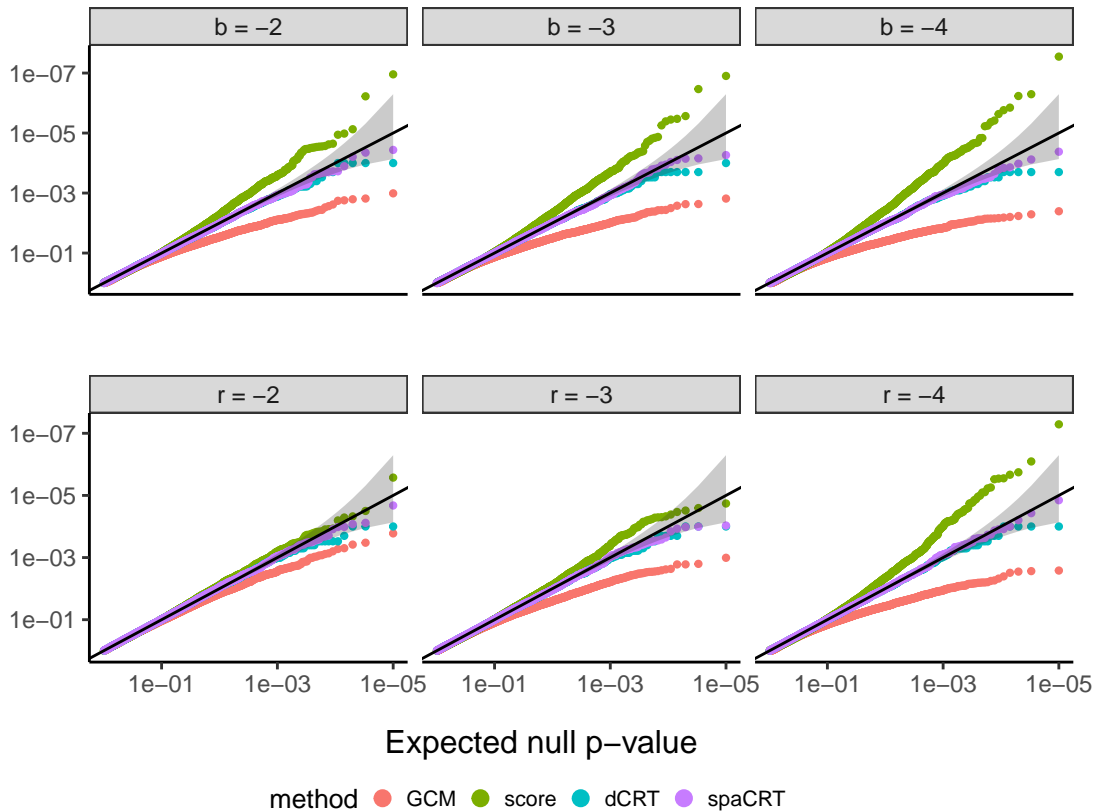 b = −2 b = −3 b = −4
1e−07
1e−05
1e−03
1e−01
r = −2 r = −3 r = −4
1e−07
1e−05
1e−03
1e−01
1e−01 1e−03 1e−05 1e−01 1e−03 1e−05 1e−01 1e−03 1e−05
Expected null p−value
method GCM score dCRT spaCRT